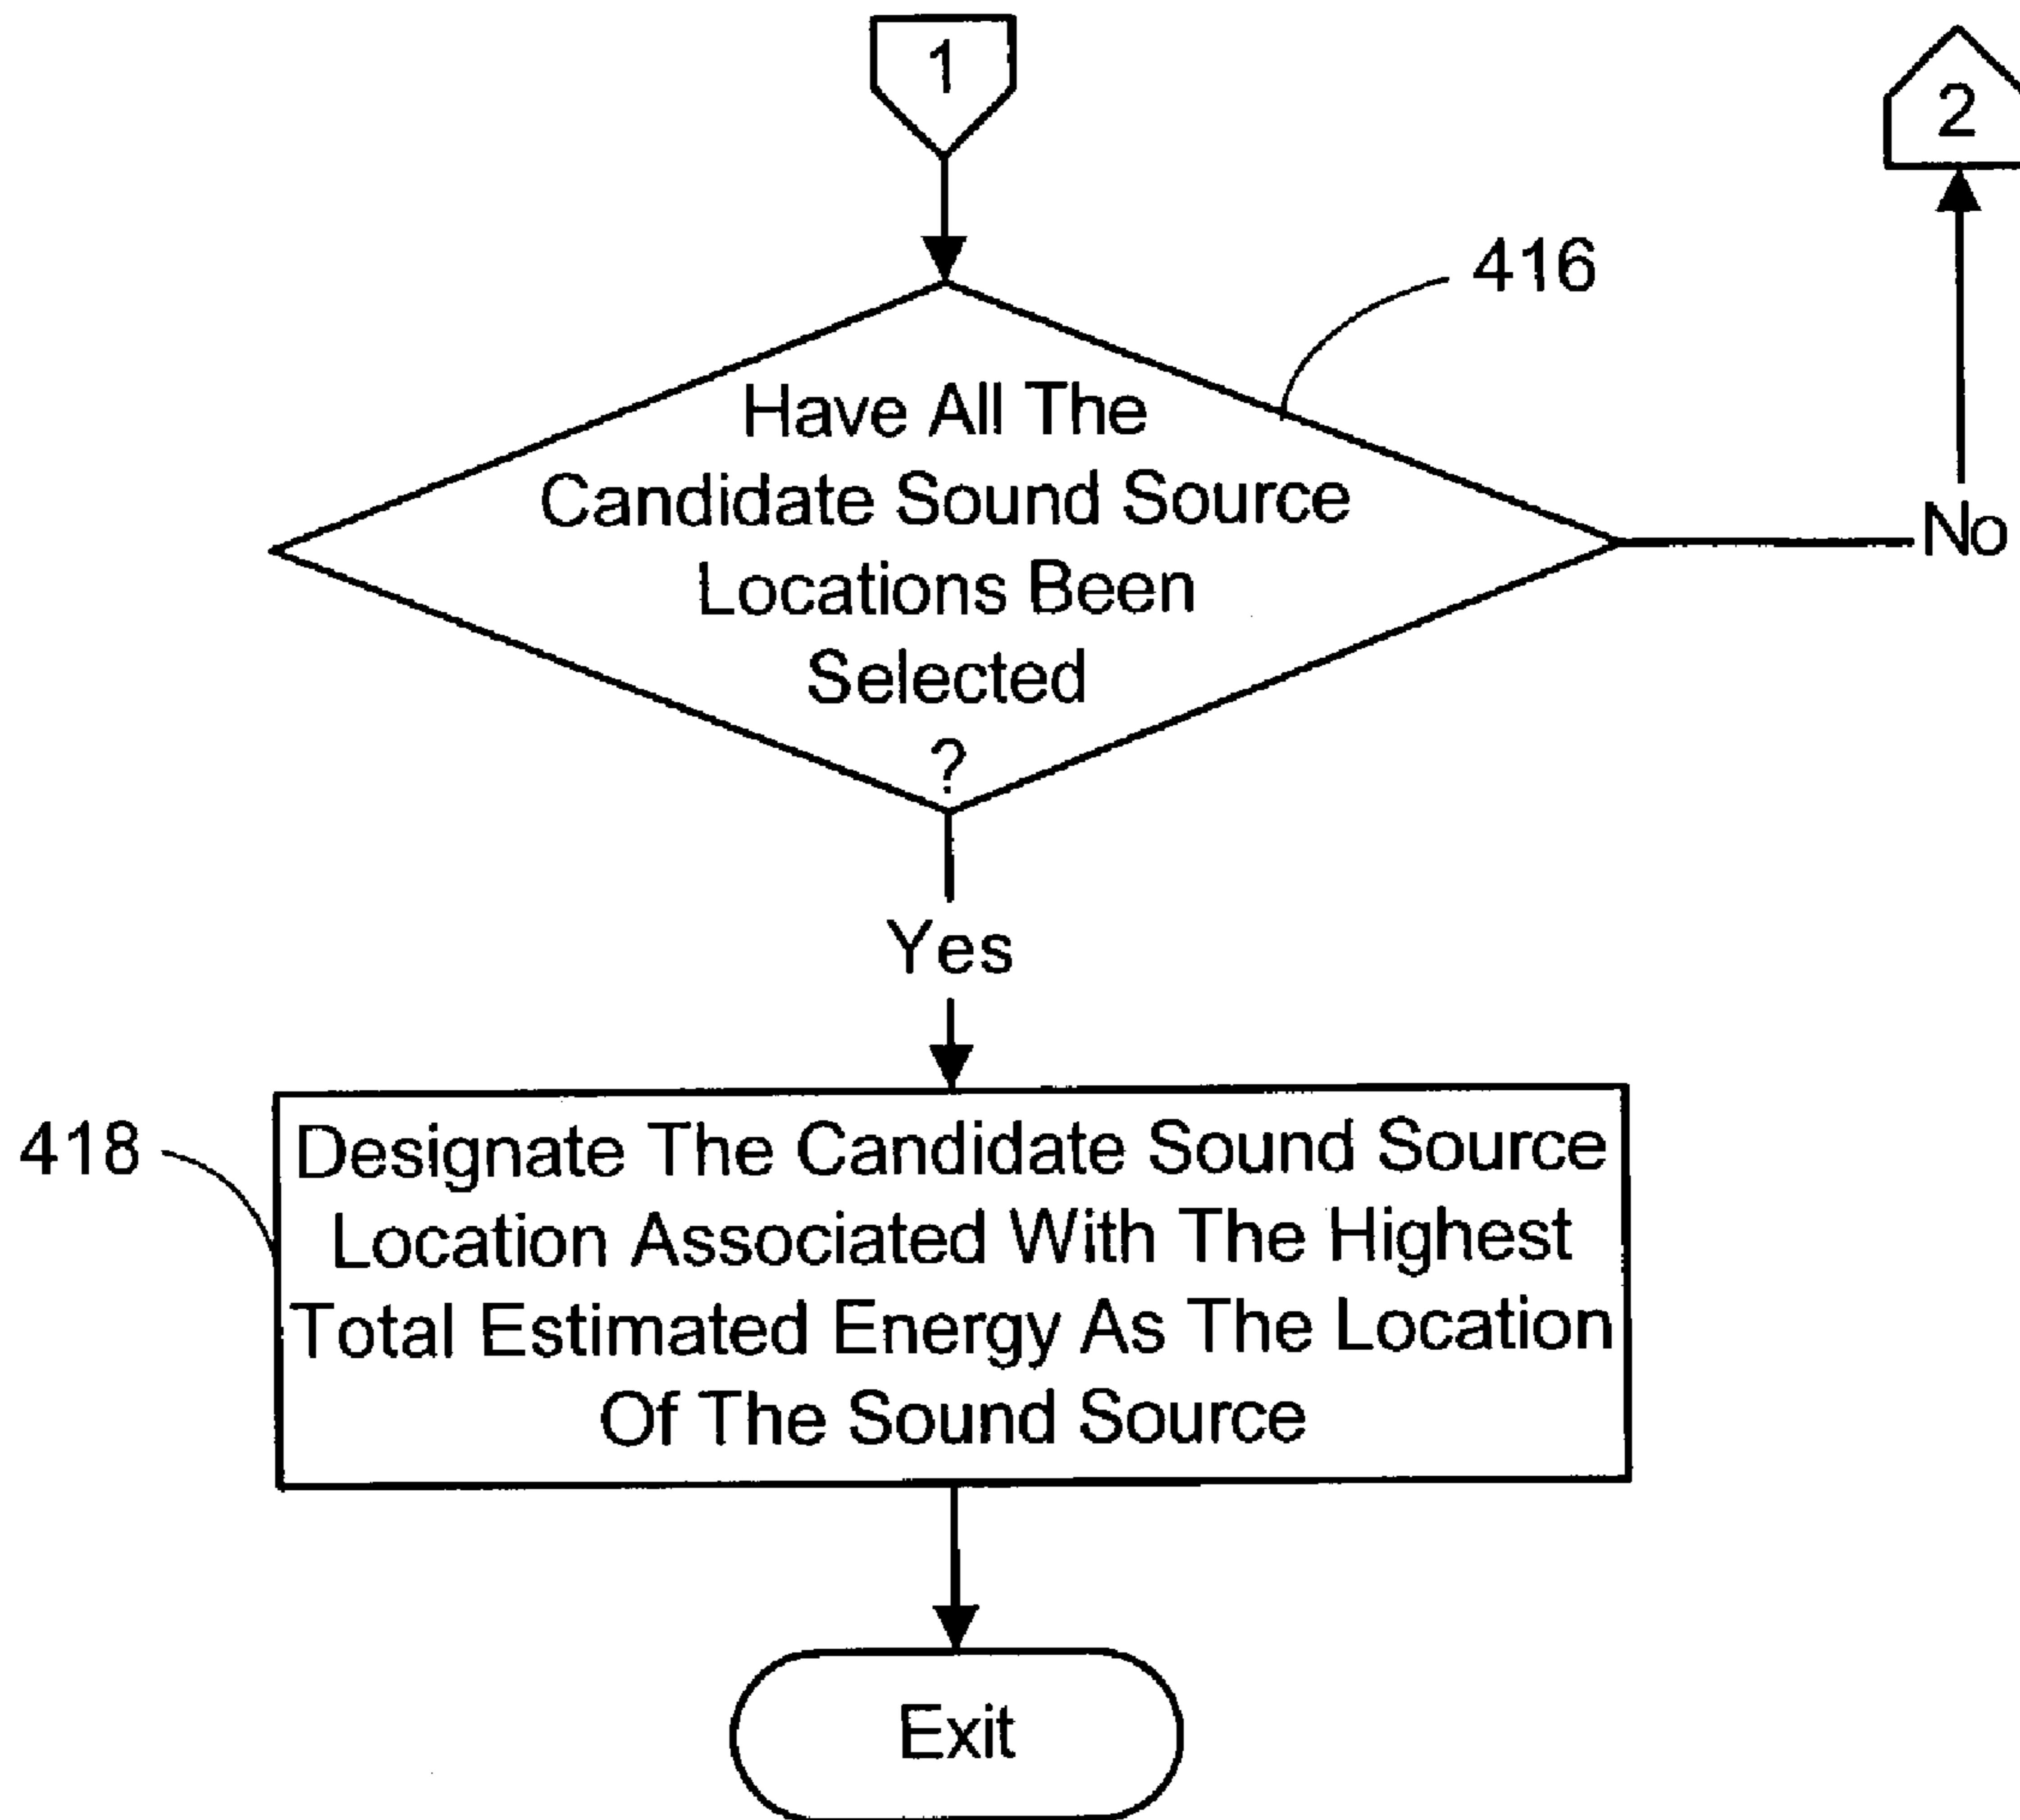 1
2
416
Have All The
Candidate Sound Source
Locations Been
Selected
?
No
Yes
418
Designate The Candidate Sound Source
Location Associated With The Highest
Total Estimated Energy As The Location
Of The Sound Source
Exit